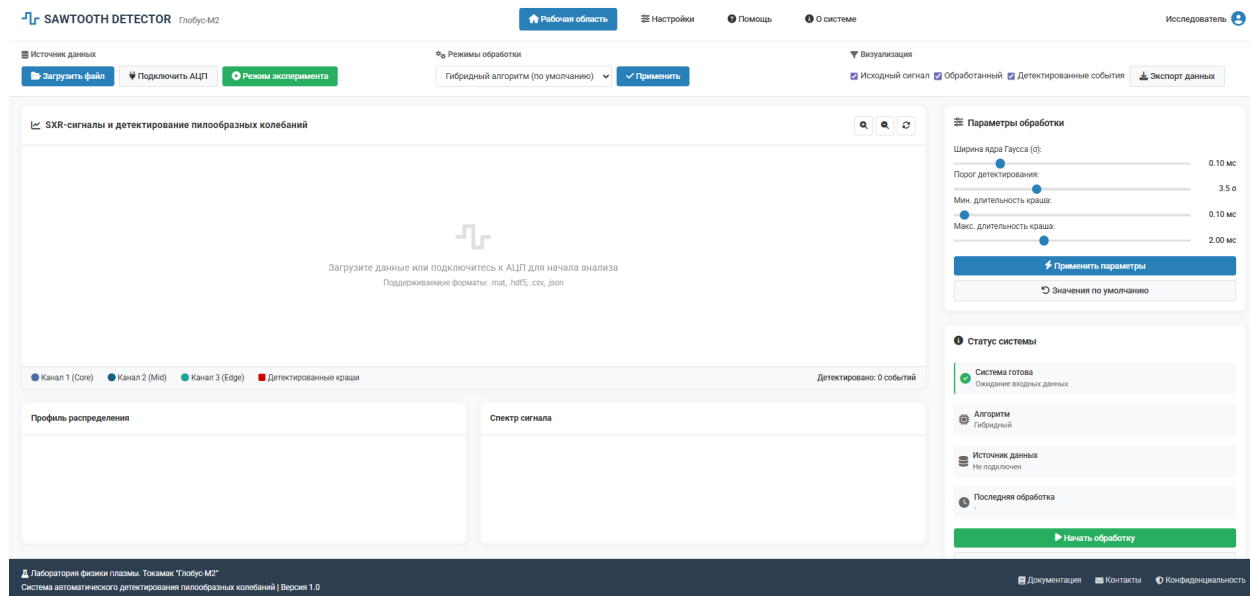 SAWTOOTH DETECTOR Глобус-М2
Рабочая область
Настройки
Помощь
О системе
Исследователь
Источник данных
Загрузить файл
Подключить АЦП
Режим эксперимента
Режимы обработки
Гибридный алгоритм (по умолчанию)
Применить
Визуализация
Исходный сигнал
Обработанный
Детектированные события
Экспорт данных
SXR-сигналы и детектирование пилообразных колебаний
Загрузите данные или подключитесь к АЦП для начала анализа
Поддерживаемые форматы: .mat, .hdf5, .csv, .json
Канал 1 (Core)
Канал 2 (Mid)
Канал 3 (Edge)
Детектированные краши
Детектировано: 0 событий
Профиль распределения
Спектр сигнала
Параметры обработки
Ширина ядра Гаусса (σ):
0.10 мс
Порог детектирования:
3.5 σ
Мин. длительность краша:
0.10 мс
Макс. длительность краша:
2.00 мс
Применить параметры
Значения по умолчанию
Статус системы
Система готова
Ожидание входных данных
Алгоритм
Гибридный
Источник данных
Не подключен
Последняя обработка
-
Начать обработку
Лаборатория физики плазмы. Токамак "Глобус-М2"
Система автоматического детектирования пилообразных колебаний | Версия 1.0
Документация
Контакты
Конфиденциальность